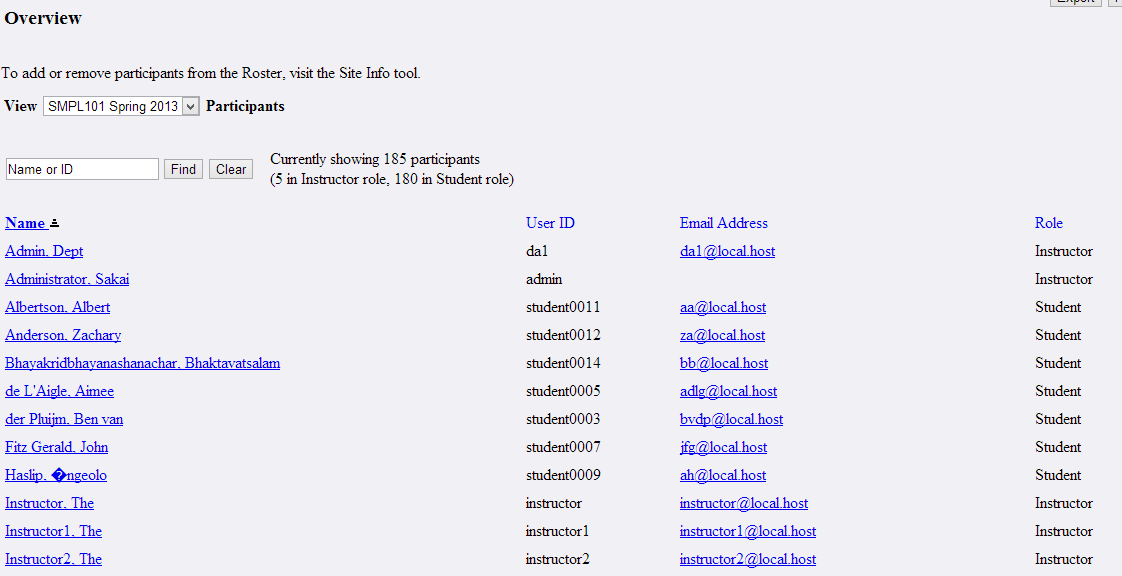 Export
Overview
To add or remove participants from the Roster, visit the Site Info tool.
View SMPL101 Spring 2013 Participants
Name or ID Find Clear Currently showing 185 participants
(5 in Instructor role, 180 in Student role)
Name User ID Email Address Role
Admin, Dept da1 da1@local.host Instructor
Administrator, Sakai admin Instructor
Albertson, Albert student0011 aa@local.host Student
Anderson, Zachary student0012 za@local.host Student
Bhayakridbhayanashanachar, Bhaktavatsalam student0014 bb@local.host Student
de L'Aigle, Aimee student0005 adlg@local.host Student
der Pluijm, Ben van student0003 bvdp@local.host Student
Fitz Gerald, John student0007 jfg@local.host Student
Haslip, �ngeolo student0009 ah@local.host Student
Instructor, The instructor instructor@local.host Instructor
Instructor1, The instructor1 instructor1@local.host Instructor
Instructor2, The instructor2 instructor2@local.host Instructor